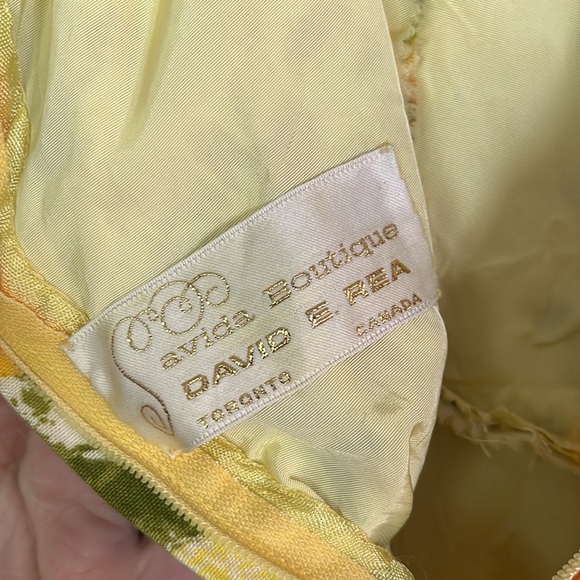 avida Boutique
DAVID E. REA
TORONTO CANADA